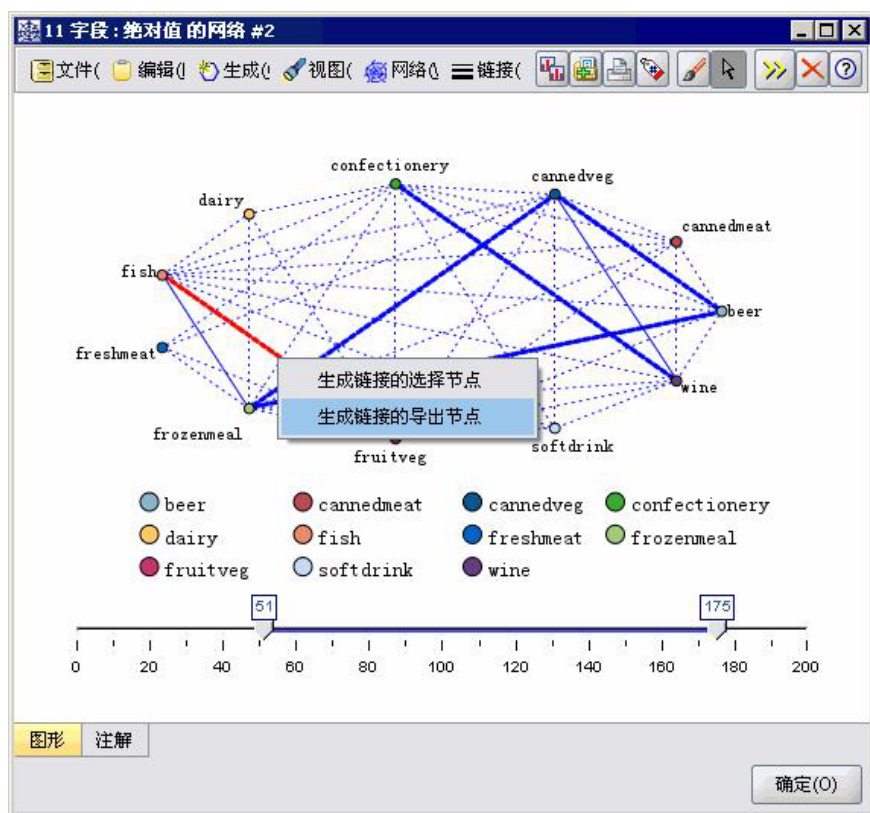 11 字段 : 绝对值 的网络 #2
文件( 编辑( 生成( 视图( 网络( 链接(
confectionery
cannedveg
dairy
cannedmeat
fish
beer
freshmeat
生成链接的选择节点
wine
生成链接的导出节点
frozenmeal
softdrink
fruitveg
beer cannedmeat cannedveg confectionery
dairy fish freshmeat frozenmeal
fruitveg softdrink wine
51 175
0 20 40 60 80 100 120 140 160 180 200
图形 注解
确定(O)